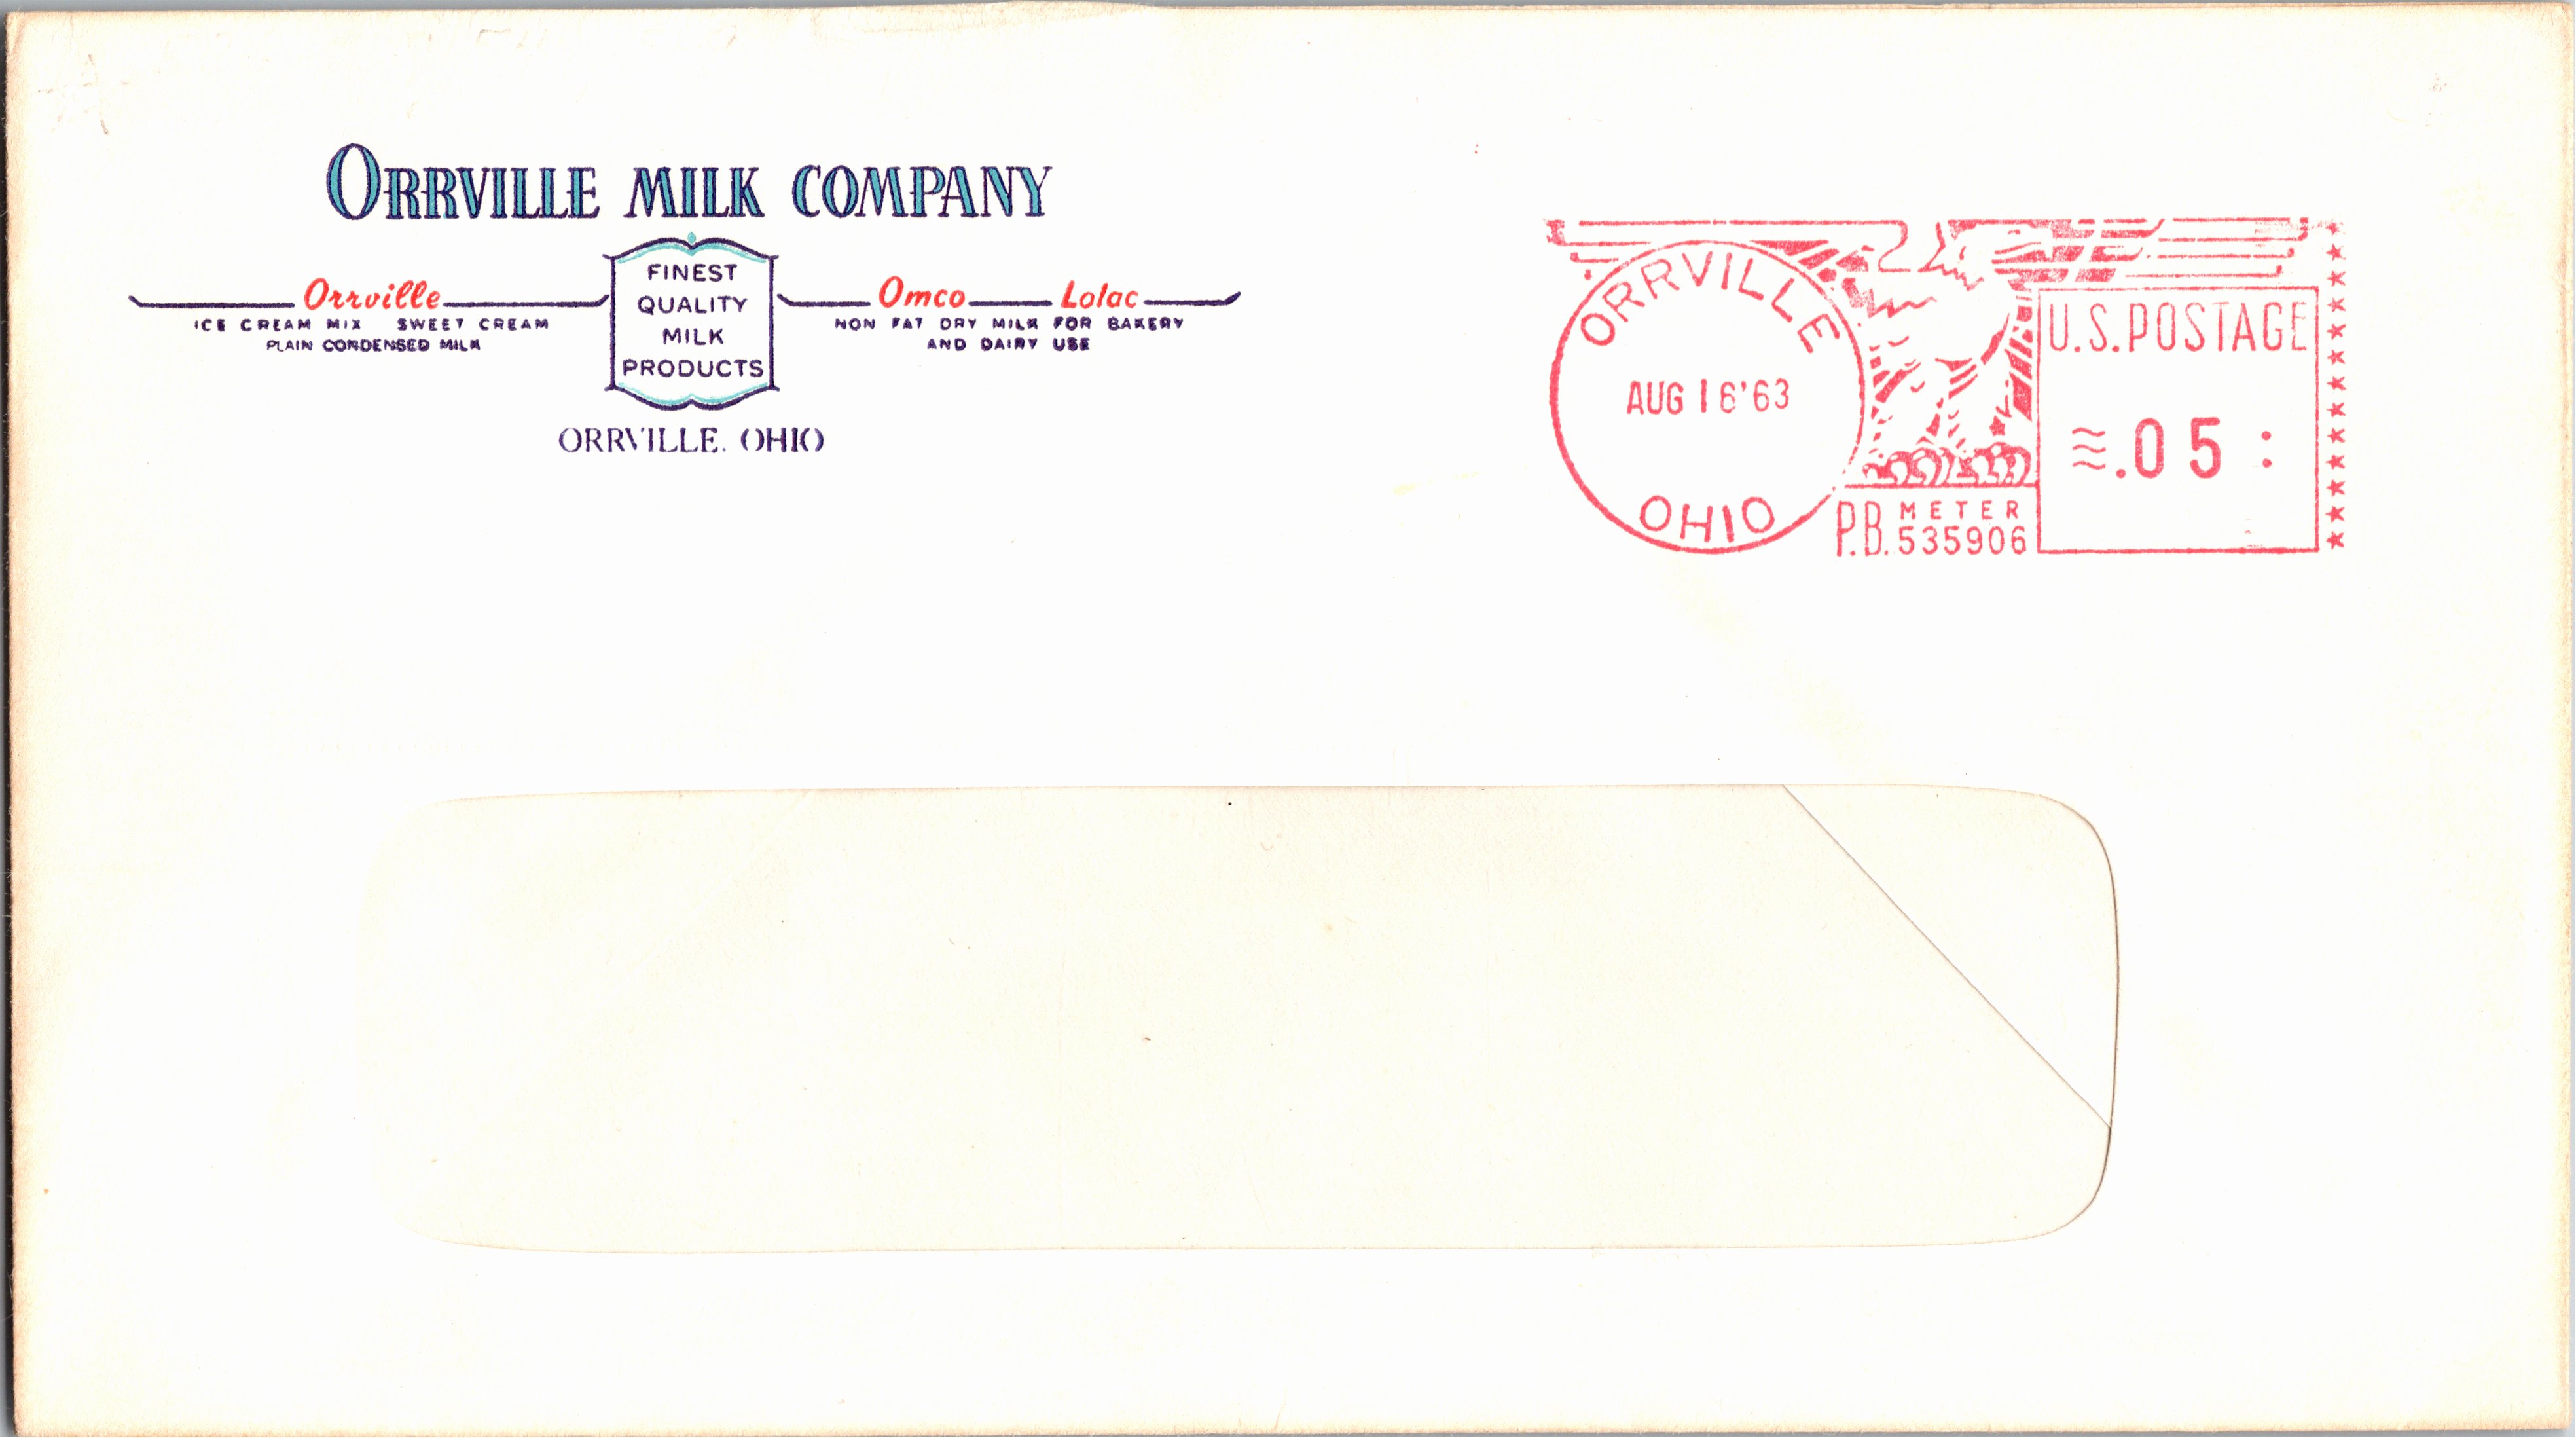 ORRVILLE MILK COMPANY
Orrville
ICE CREAM MIX SWEET CREAM
PLAIN CONDENSED MILK
FINEST
QUALITY
MILK
PRODUCTS
Omco Lolac
NON FAT DRY MILK FOR BAKERY
AND DAIRY USE
ORRVILLE, OHIO
ORRVILLE
AUG 16'63
OHIO
P.B. METER
535906
U.S. POSTAGE
.05